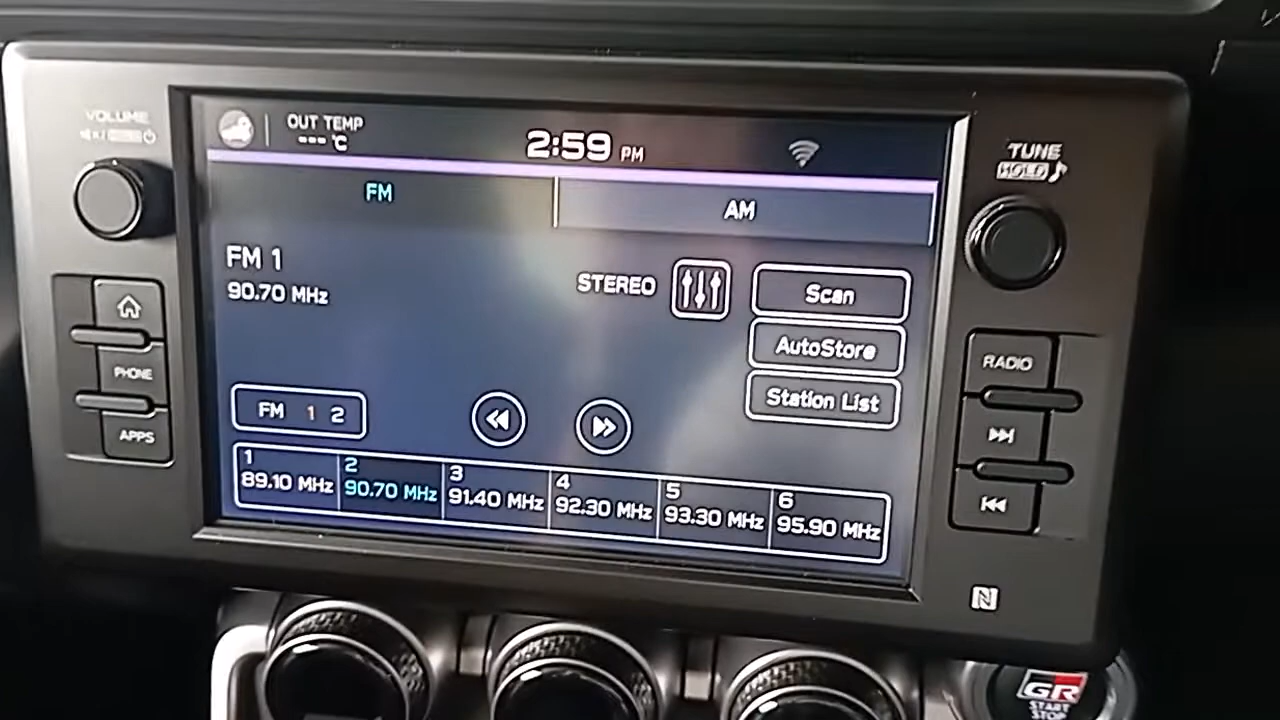 VOLUME
OUT TEMP
--- °C
2:59 PM
TUNE
HOLD
FM
AM
FM 1
90.70 MHz
STEREO
Scan
AutoStore
Station List
PHONE
APPS
RADIO
FM 1 2
1
89.10 MHz
2
90.70 MHz
3
91.40 MHz
4
92.30 MHz
5
93.30 MHz
6
95.90 MHz
N
GR
START
STOP